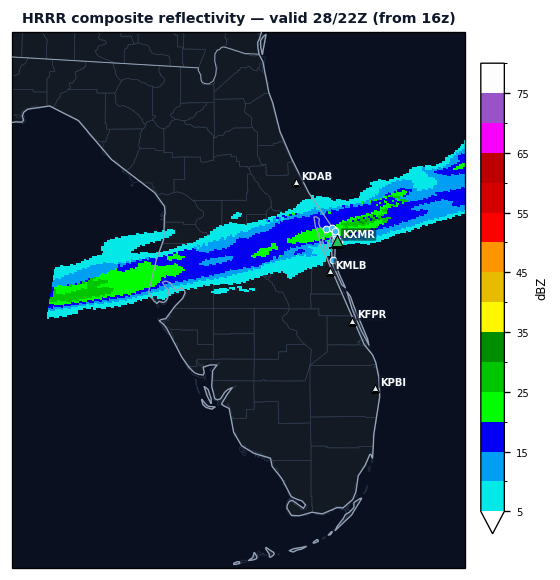 HRRR composite reflectivity — valid 28/22Z (from 16z)
KDAB
KXMR
KMLB
KFPR
KPBI
75
65
55
45
35
25
15
5
dBZ